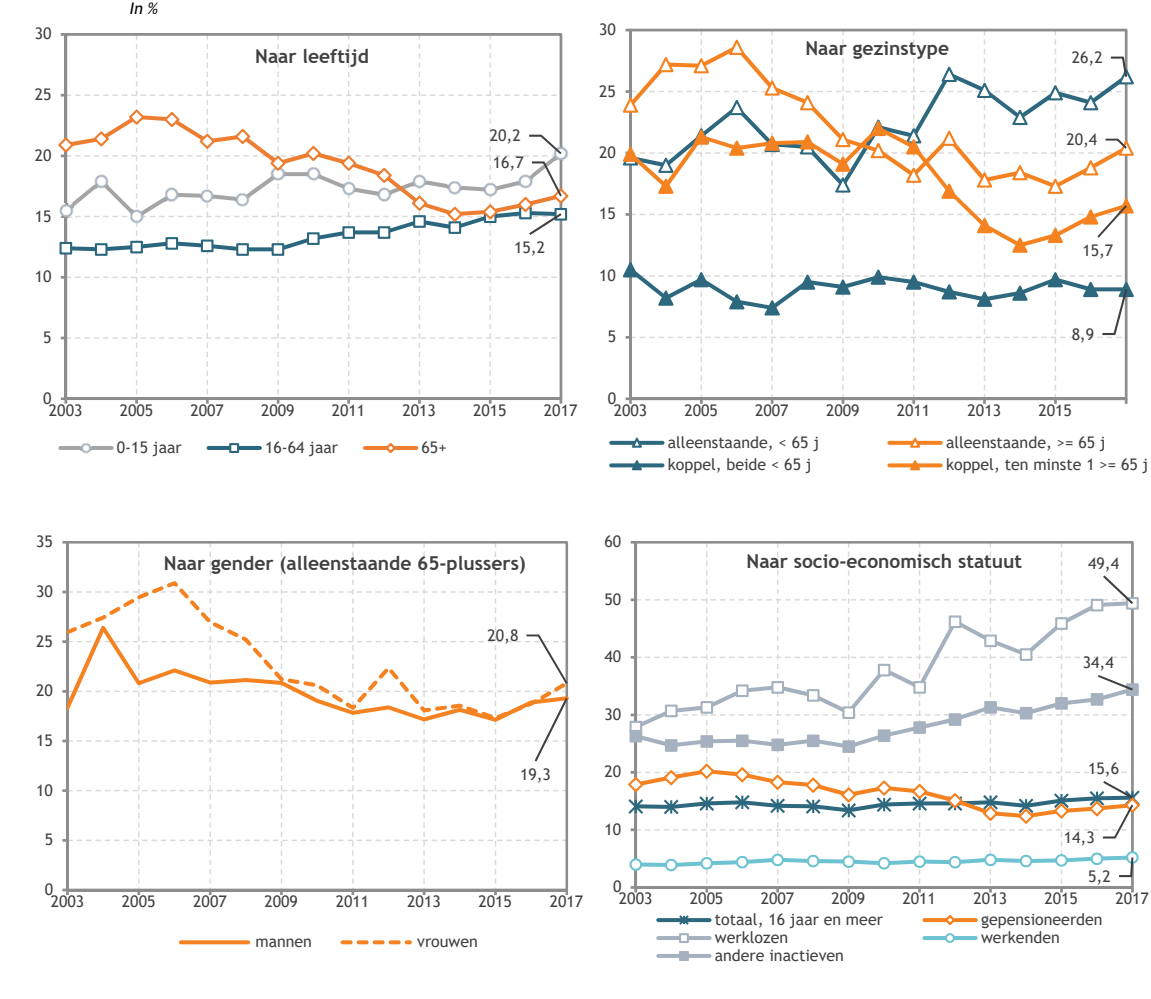 In %
Naar leeftijd
30
25
20
15
10
5
0
20,2
16,7
15,2
2003 2005 2007 2009 2011 2013 2015 2017
0-15 jaar 16-64 jaar 65+
Naar gezinstype
30
25
20
15
10
5
0
26,2
20,4
15,7
8,9
2003 2005 2007 2009 2011 2013 2015
alleenstaande, < 65 j alleenstaande, >= 65 j
koppel, beide < 65 j koppel, ten minste 1 >= 65 j
Naar gender (alleenstaande 65-plussers)
35
30
25
20
15
10
5
0
20,8
19,3
2003 2005 2007 2009 2011 2013 2015 2017
mannen vrouwen
Naar socio-economisch statuut
60
50
40
30
20
10
0
49,4
34,4
15,6
14,3
5,2
2003 2005 2007 2009 2011 2013 2015 2017
totaal, 16 jaar en meer gepensioneerden
werklozen werkenden
andere inactieven